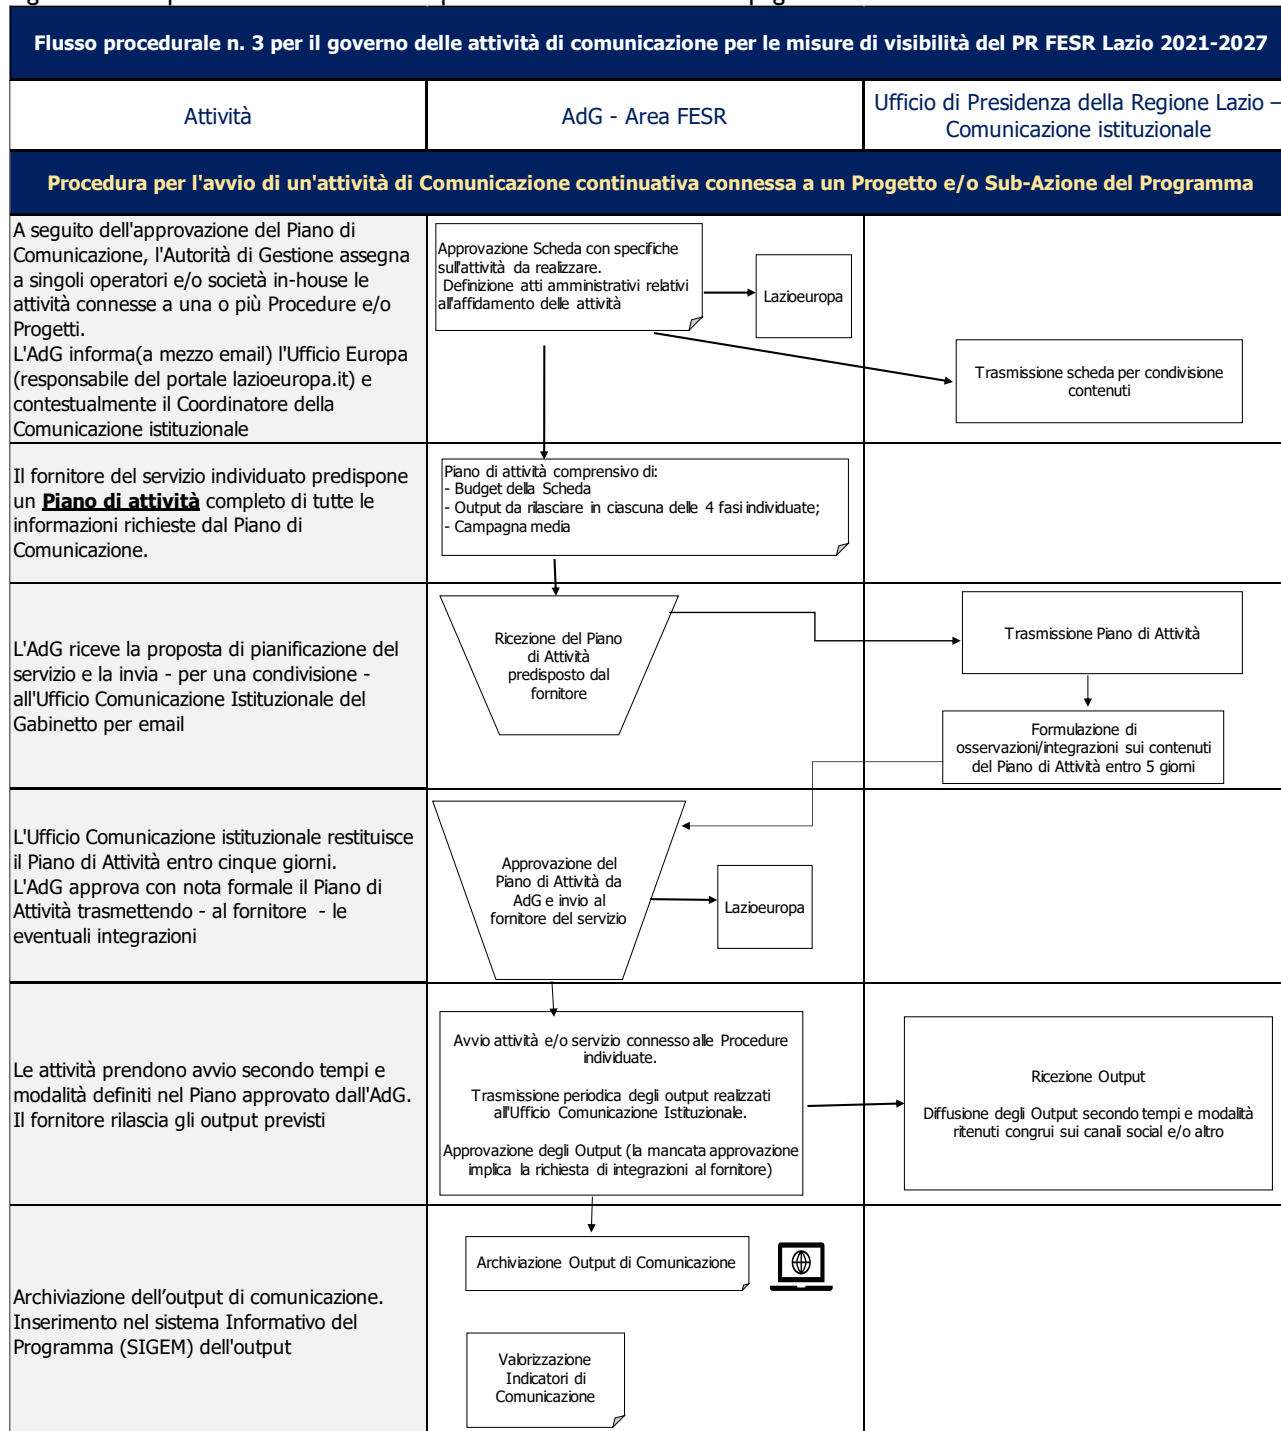 Flusso procedurale n. 3 per il governo delle attività di comunicazione per le misure di visibilità del PR FESR Lazio 2021-2027
Attività
AdG - Area FESR
Ufficio di Presidenza della Regione Lazio –
Comunicazione istituzionale
Procedura per l'avvio di un'attività di Comunicazione continuativa connessa a un Progetto e/o Sub-Azione del Programma
A seguito dell'approvazione del Piano di
Comunicazione, l'Autorità di Gestione assegna
a singoli operatori e/o società in-house le
attività connesse a una o più Procedure e/o
Progetti.
L'AdG informa(a mezzo email) l'Ufficio Europa
(responsabile del portale lazioeuropa.it) e
contestualmente il Coordinatore della
Comunicazione istituzionale
Approvazione Scheda con specifiche
sull'attività da realizzare.
Definizione atti amministrativi relativi
all'affidamento delle attività
Lazioeuropa
Trasmissione scheda per condivisione
contenuti
Il fornitore del servizio individuato predispone
un Piano di attività completo di tutte le
informazioni richieste dal Piano di
Comunicazione.
Piano di attività comprensivo di:
- Budget della Scheda
- Output da rilasciare in ciascuna delle 4 fasi individuate;
- Campagna media
L'AdG riceve la proposta di pianificazione del
servizio e la invia - per una condivisione -
all'Ufficio Comunicazione Istituzionale del
Gabinetto per email
Ricezione del Piano
di Attività
predisposto dal
fornitore
Trasmissione Piano di Attività
Formulazione di
osservazioni/integrazioni sui contenuti
del Piano di Attività entro 5 giorni
L'Ufficio Comunicazione istituzionale restituisce
il Piano di Attività entro cinque giorni.
L'AdG approva con nota formale il Piano di
Attività trasmettendo - al fornitore - le
eventuali integrazioni
Approvazione del
Piano di Attività da
AdG e invio al
fornitore del servizio
Lazioeuropa
Le attività prendono avvio secondo tempi e
modalità definiti nel Piano approvato dall'AdG.
Il fornitore rilascia gli output previsti
Avvio attività e/o servizio connesso alle Procedure
individuate.
Trasmissione periodica degli output realizzati
all'Ufficio Comunicazione Istituzionale.
Approvazione degli Output (la mancata approvazione
implica la richiesta di integrazioni al fornitore)
Ricezione Output
Diffusione degli Output secondo tempi e modalità
ritenuti congrui sui canali social e/o altro
Archiviazione dell’output di comunicazione.
Inserimento nel sistema Informativo del
Programma (SIGEM) dell'output
Archiviazione Output di Comunicazione
Valorizzazione
Indicatori di
Comunicazione